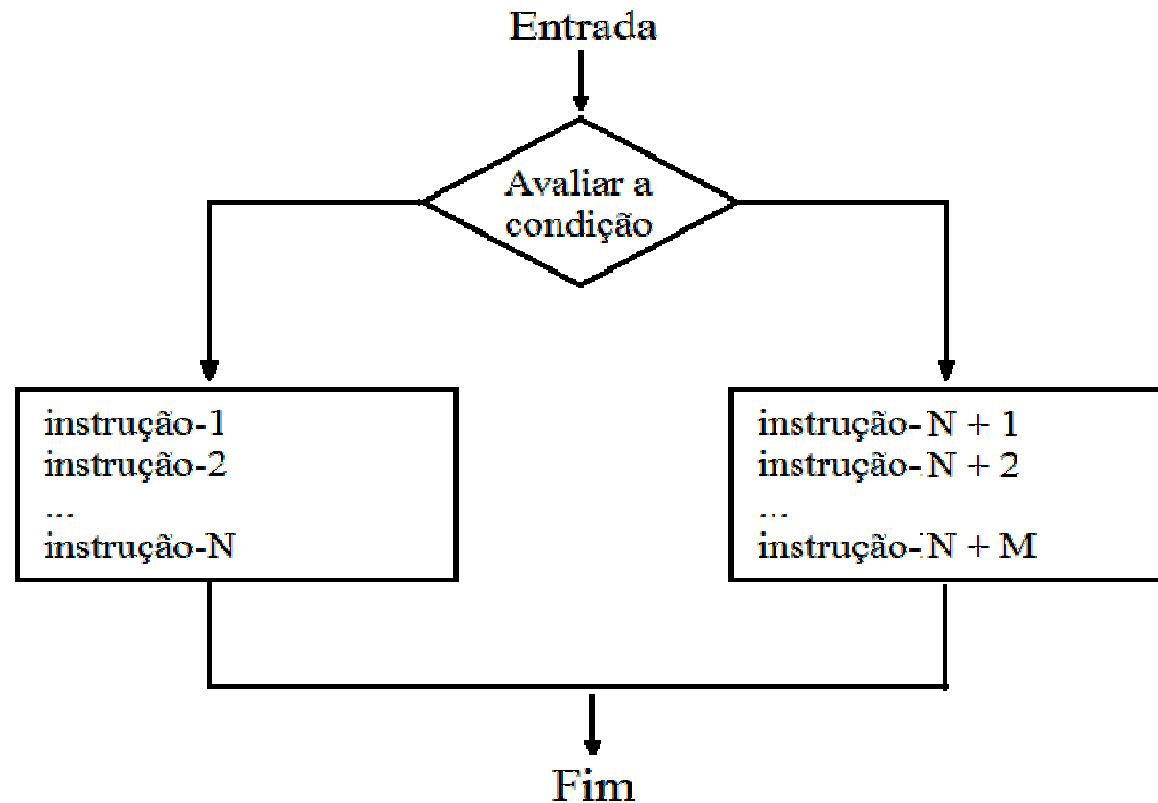 Entrada
Avaliar a
condição
instrução-1
instrução-2
...
instrução-N
instrução-N + 1
instrução-N + 2
...
instrução-N + M
Fim